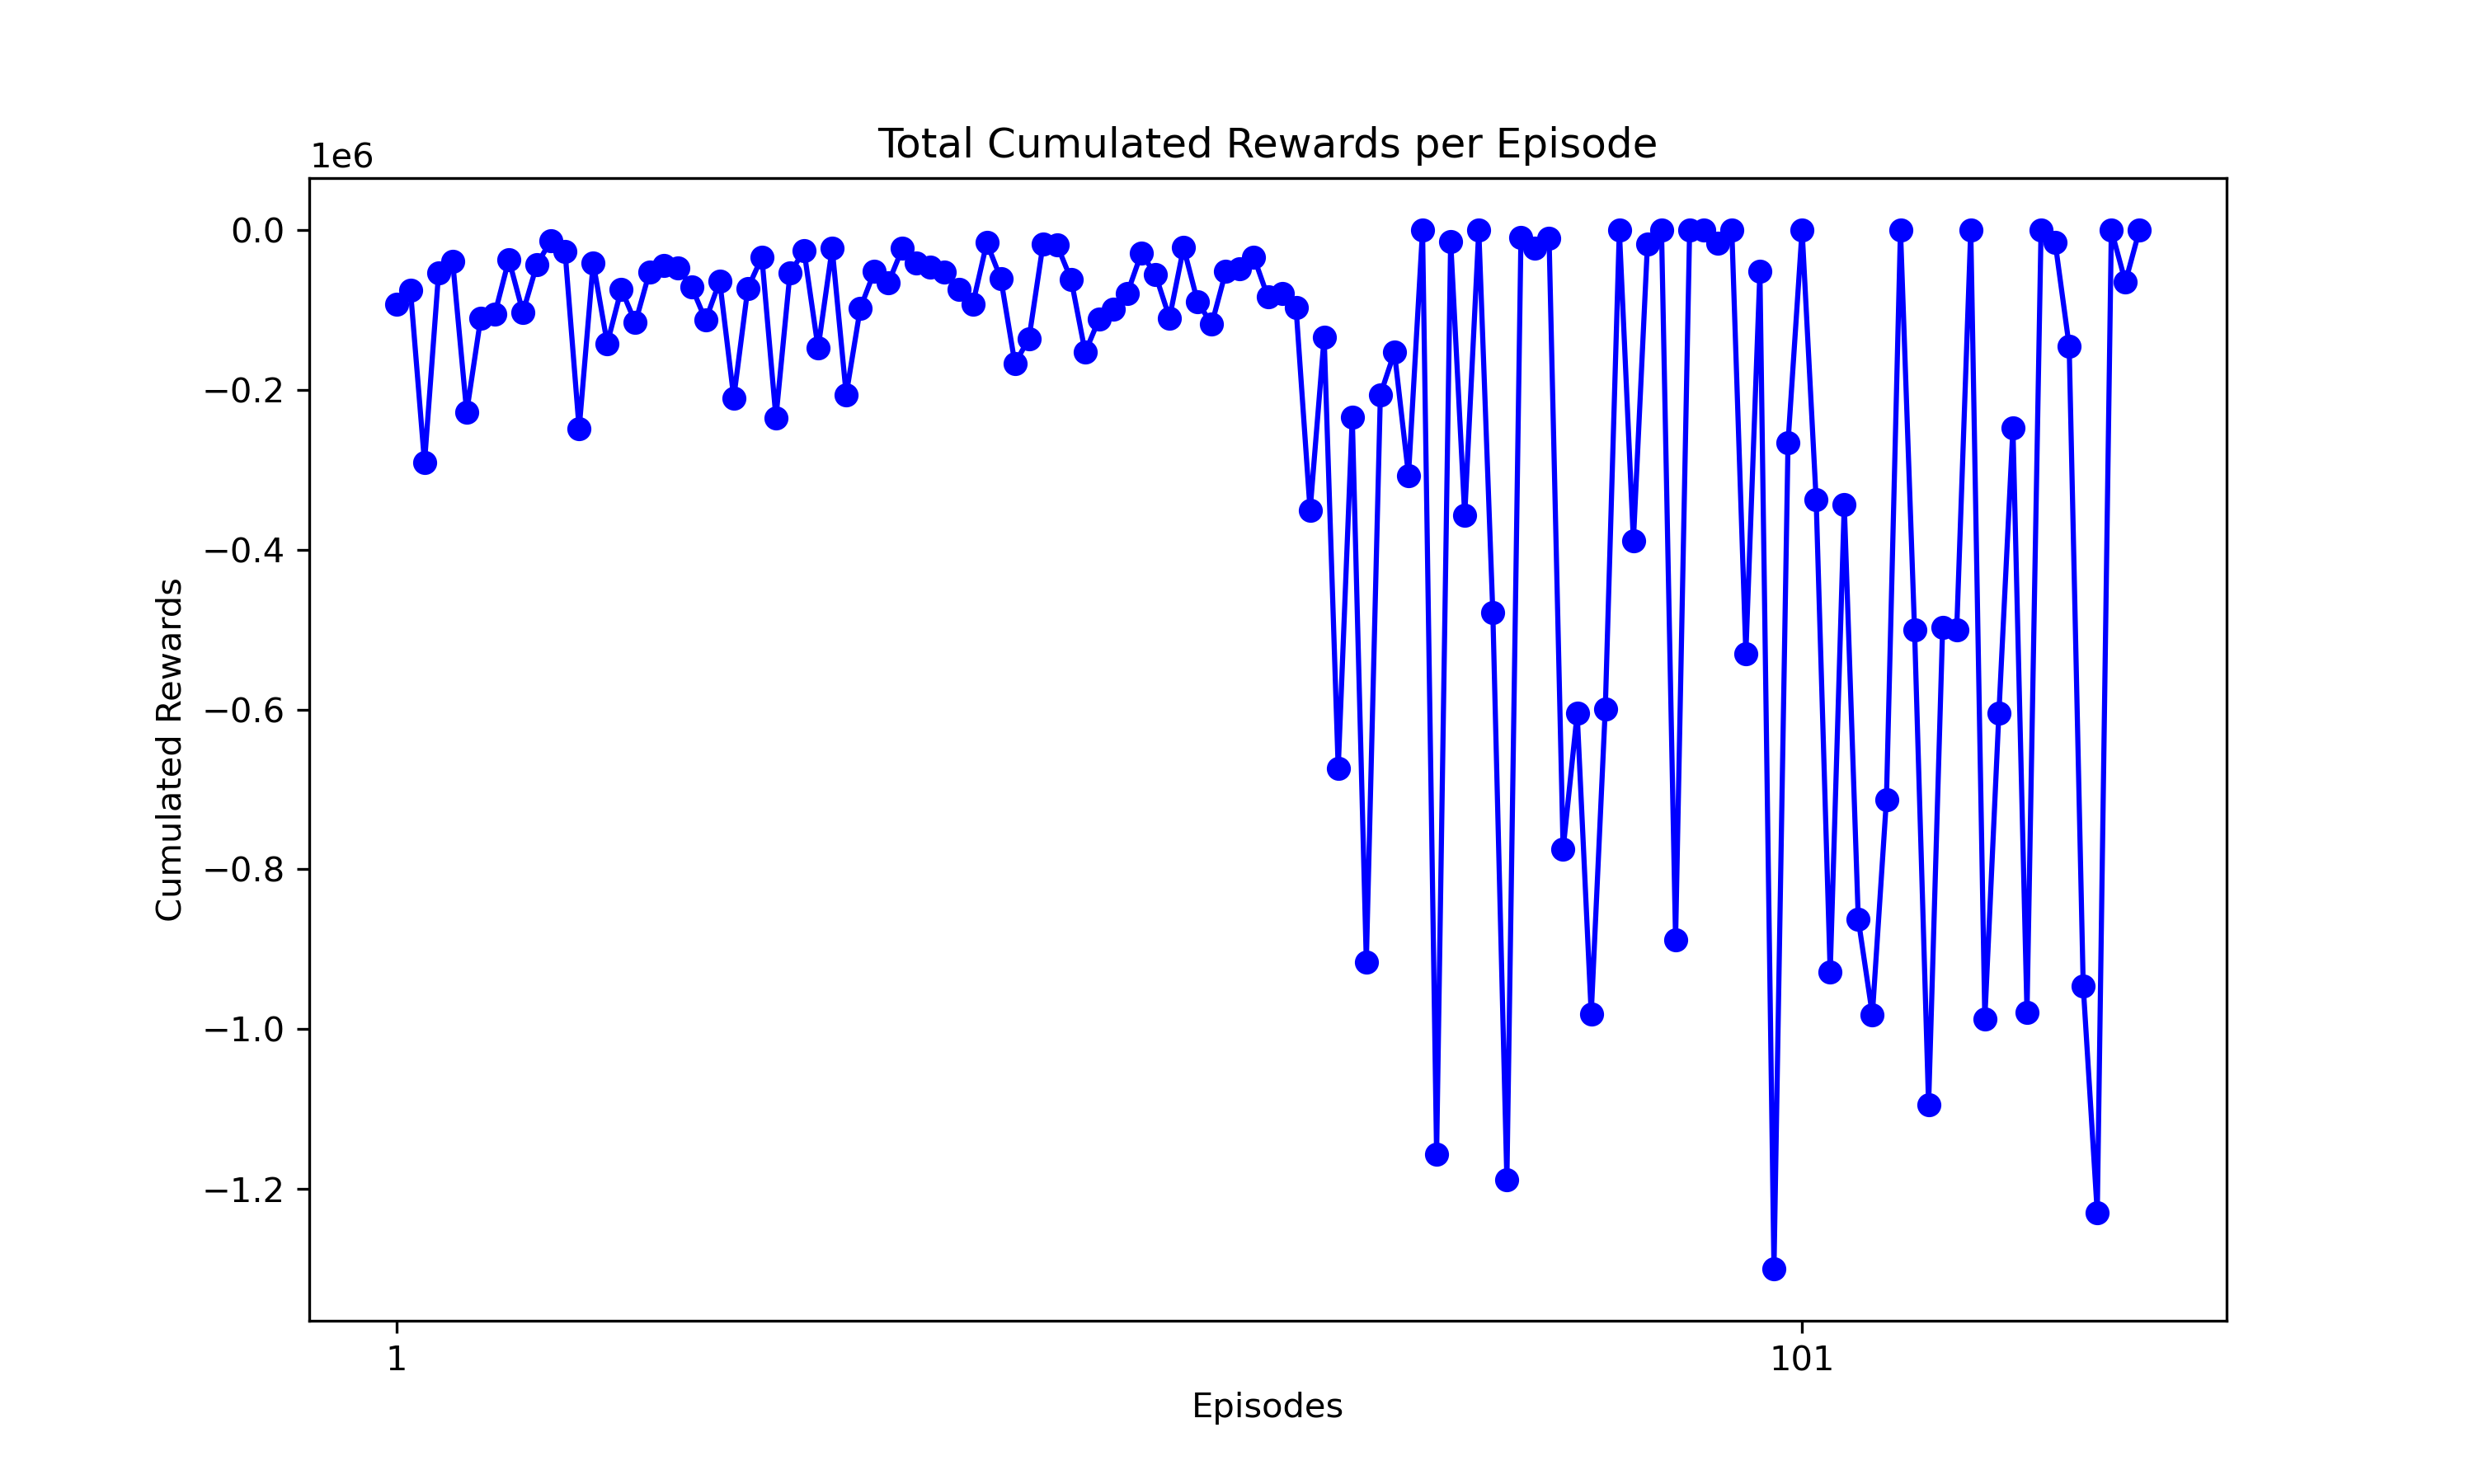 Total Cumulated Rewards per Episode
1e6
0.0
−0.2
−0.4
−0.6
−0.8
−1.0
−1.2
Cumulated Rewards
1 101
Episodes